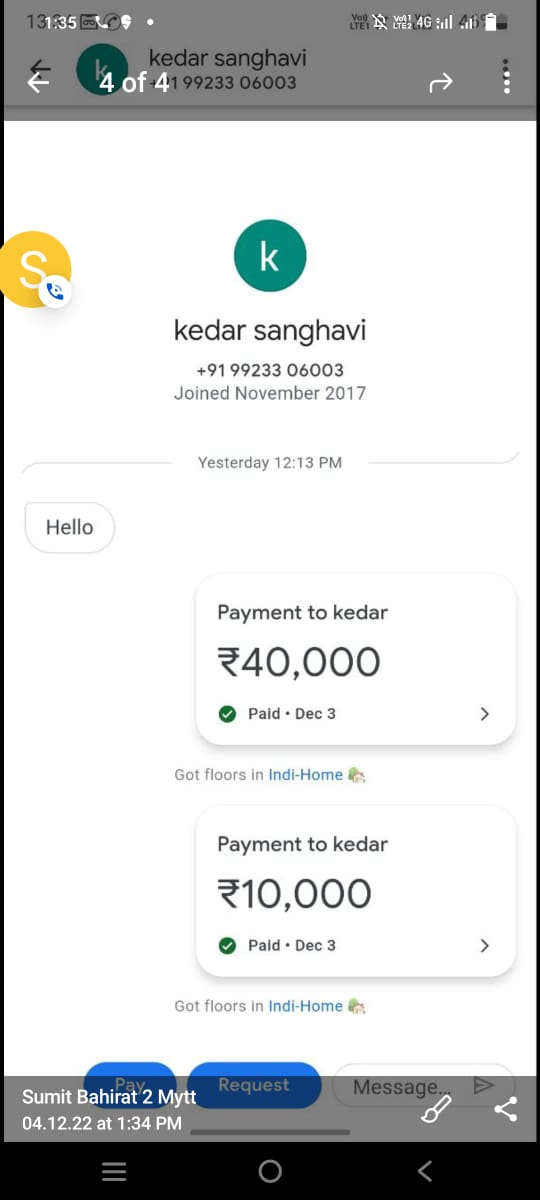 1:35
4G
46%
kedar sanghavi
+91 99233 06003
4 of 4
k
S
kedar sanghavi
+91 99233 06003
Joined November 2017
Yesterday 12:13 PM
Hello
Payment to kedar
₹40,000
Paid • Dec 3
Got floors in Indi-Home
Payment to kedar
₹10,000
Paid • Dec 3
Got floors in Indi-Home
Pay
Request
Message...
Sumit Bahirat 2 Mytt
04.12.22 at 1:34 PM